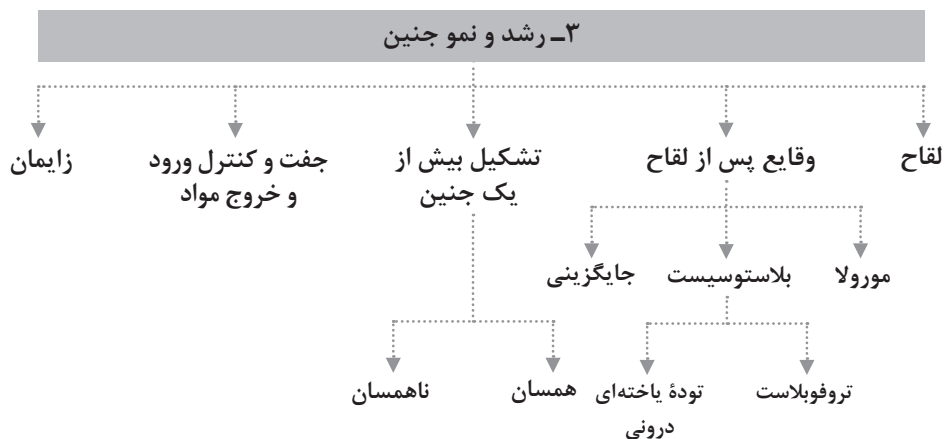 ۳ـ رشد و نمو جنین
لقاح
وقایع پس از لقاح
تشکیل بیش از
یک جنین
جفت و کنترل ورود
و خروج مواد
زایمان
مورولا
بلاستوسیست
جایگزینی
تروفوبلاست
تودهٔ یاخته‌ای
درونی
همسان
ناهمسان